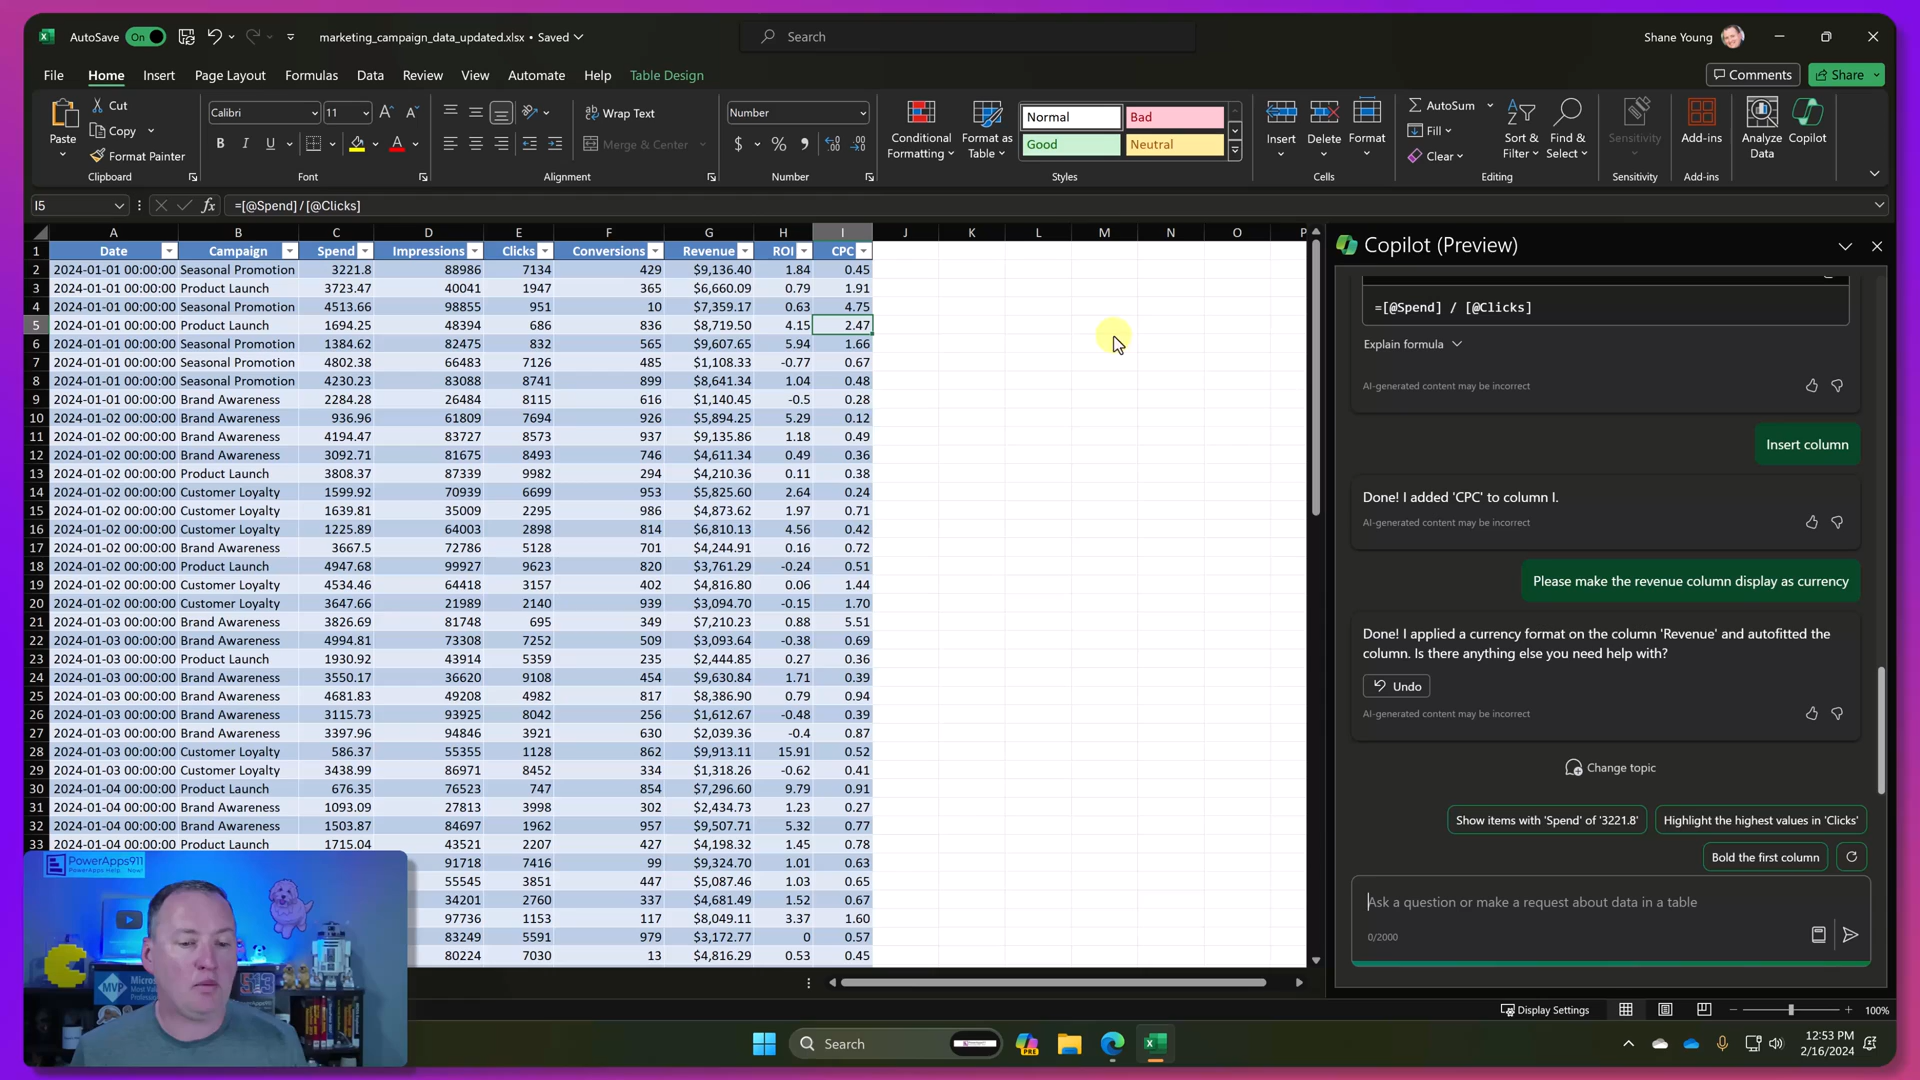 AutoSave On marketing_campaign_data_updated.xlsx • Saved Search Shane Young
File Home Insert Page Layout Formulas Data Review View Automate Help Table Design Comments Share
Paste Cut Copy Format Painter Clipboard
Calibri 11 B I U Font
Wrap Text Merge & Center Alignment
Number $ % 9 Number
Conditional Formatting Format as Table Normal Bad Good Neutral Styles
Insert Delete Format Cells
AutoSum Fill Clear Sort & Filter Find & Select Editing
Sensitivity Sensitivity Add-ins Add-ins Analyze Data Copilot
I5 fx =[@Spend]/[@Clicks]
A B C D E F G H I J K L M N O P
1 Date Campaign Spend Impressions Clicks Conversions Revenue ROI CPC
2 2024-01-01 00:00:00 Seasonal Promotion 3221.8 88986 7134 429 $9,136.40 1.84 0.45
3 2024-01-01 00:00:00 Product Launch 3723.47 40041 1947 365 $6,660.09 0.79 1.91
4 2024-01-01 00:00:00 Seasonal Promotion 4513.66 98855 951 10 $7,359.17 0.63 4.75
5 2024-01-01 00:00:00 Product Launch 1694.25 48394 686 836 $8,719.50 4.15 2.47
6 2024-01-01 00:00:00 Seasonal Promotion 1384.62 82475 832 565 $9,607.65 5.94 1.66
7 2024-01-01 00:00:00 Seasonal Promotion 4802.38 66483 7126 485 $1,108.33 -0.77 0.67
8 2024-01-01 00:00:00 Seasonal Promotion 4230.23 83088 8741 899 $8,641.34 1.04 0.48
9 2024-01-01 00:00:00 Brand Awareness 2284.28 26484 8115 616 $1,140.45 -0.5 0.28
10 2024-01-02 00:00:00 Brand Awareness 936.96 61809 7694 926 $5,894.25 5.29 0.12
11 2024-01-02 00:00:00 Brand Awareness 4194.47 83727 8573 937 $9,135.86 1.18 0.49
12 2024-01-02 00:00:00 Brand Awareness 3092.71 81675 8493 746 $4,611.34 0.49 0.36
13 2024-01-02 00:00:00 Product Launch 3808.37 87339 9982 294 $4,210.36 0.11 0.38
14 2024-01-02 00:00:00 Customer Loyalty 1599.92 70939 6699 953 $5,825.60 2.64 0.24
15 2024-01-02 00:00:00 Customer Loyalty 1639.81 35009 2295 986 $4,873.62 1.97 0.71
16 2024-01-02 00:00:00 Customer Loyalty 1225.89 64003 2898 814 $6,810.13 4.56 0.42
17 2024-01-02 00:00:00 Brand Awareness 3667.5 72786 5128 701 $4,244.91 0.16 0.72
18 2024-01-02 00:00:00 Product Launch 4947.68 99927 9623 820 $3,761.29 -0.24 0.51
19 2024-01-02 00:00:00 Customer Loyalty 4534.46 64418 3157 402 $4,816.80 0.06 1.44
20 2024-01-02 00:00:00 Customer Loyalty 3647.66 21989 2140 939 $3,094.70 -0.15 1.70
21 2024-01-03 00:00:00 Brand Awareness 3826.69 81748 695 349 $7,210.23 0.88 5.51
22 2024-01-03 00:00:00 Brand Awareness 4994.81 73308 7252 509 $3,093.64 -0.38 0.69
23 2024-01-03 00:00:00 Product Launch 1930.92 43914 5359 235 $2,444.85 0.27 0.36
24 2024-01-03 00:00:00 Brand Awareness 3550.17 36620 9108 454 $9,630.84 1.71 0.39
25 2024-01-03 00:00:00 Brand Awareness 4681.83 49208 4982 817 $8,386.90 0.79 0.94
26 2024-01-03 00:00:00 Brand Awareness 3115.73 93925 8042 256 $1,612.67 -0.48 0.39
27 2024-01-03 00:00:00 Brand Awareness 3397.96 94846 3921 630 $2,039.36 -0.4 0.87
28 2024-01-03 00:00:00 Customer Loyalty 586.37 55355 1128 862 $9,913.11 15.91 0.52
29 2024-01-03 00:00:00 Customer Loyalty 3438.99 86971 8452 334 $1,318.26 -0.62 0.41
30 2024-01-04 00:00:00 Product Launch 676.35 76523 747 854 $7,296.60 9.79 0.91
31 2024-01-04 00:00:00 Brand Awareness 1093.09 27813 3998 302 $2,434.73 1.23 0.27
32 2024-01-04 00:00:00 Brand Awareness 1503.87 84697 1962 957 $9,507.71 5.32 0.77
33 2024-01-04 00:00:00 Product Launch 1715.04 43521 2207 427 $4,198.32 1.45 0.78
91718 7416 99 $9,324.70 1.01 0.63
55545 3851 447 $5,087.46 1.03 0.65
34201 2760 337 $4,681.49 1.52 0.67
97736 1153 117 $8,049.11 3.37 1.60
83249 5591 979 $3,172.77 0 0.57
80224 7030 13 $4,816.29 0.53 0.45
PowerApps911
PowerApps Help... Now!
MVP
513
Copilot (Preview)
=[@Spend] / [@Clicks]
Explain formula
AI-generated content may be incorrect
Insert column
Done! I added 'CPC' to column I.
AI-generated content may be incorrect
Please make the revenue column display as currency
Done! I applied a currency format on the column 'Revenue' and autofitted the
column. Is there anything else you need help with?
Undo
AI-generated content may be incorrect
Change topic
Show items with 'Spend' of '3221.8' Highlight the highest values in 'Clicks'
Bold the first column
Ask a question or make a request about data in a table
0/2000
Display Settings 100%
Search PRE 12:53 PM
2/16/2024